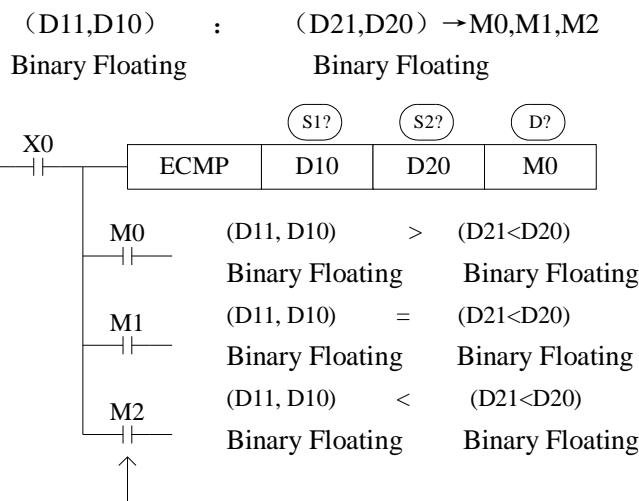 （D11,D10） ： （D21,D20）→M0,M1,M2
Binary Floating Binary Floating
S1? S2? D?
X0
ECMP D10 D20 M0
M0 (D11, D10) > (D21<D20)
Binary Floating Binary Floating
M1 (D11, D10) = (D21<D20)
Binary Floating Binary Floating
M2 (D11, D10) < (D21<D20)
Binary Floating Binary Floating